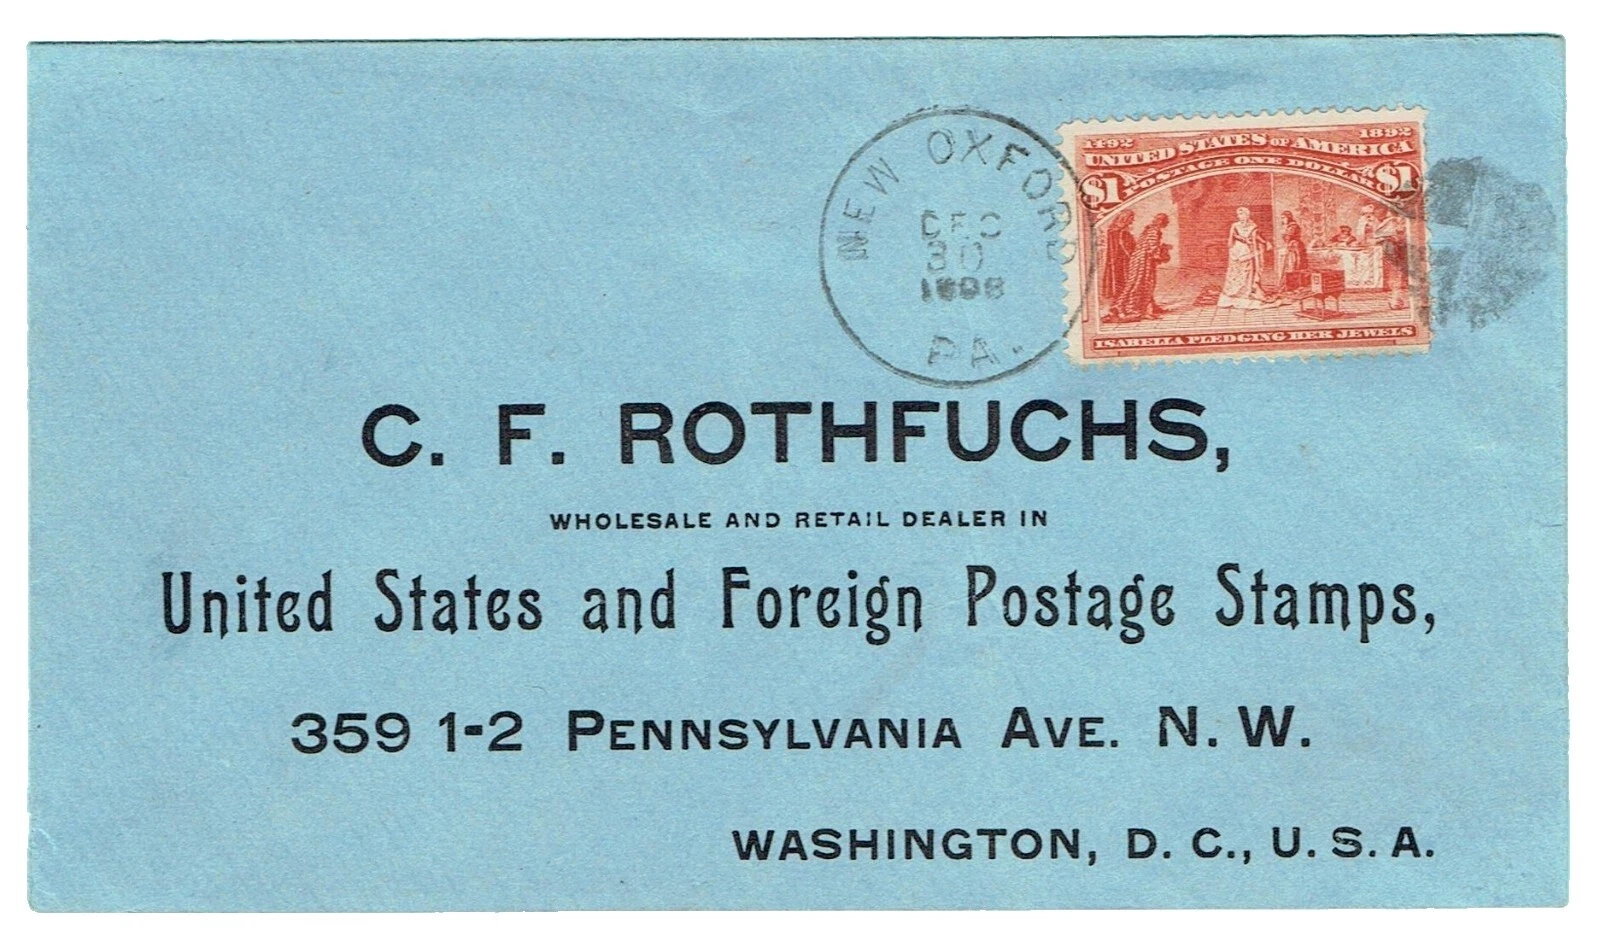 NEW OXFORD
DEC
30
PA.
1492 1892
UNITED STATES OF AMERICA
$1 POSTAGE ONE DOLLAR $1
ISABELLA PLEDGING HER JEWELS
C. F. ROTHFUCHS,
WHOLESALE AND RETAIL DEALER IN
United States and Foreign Postage Stamps,
359 1-2 PENNSYLVANIA AVE. N. W.
WASHINGTON, D. C., U. S. A.